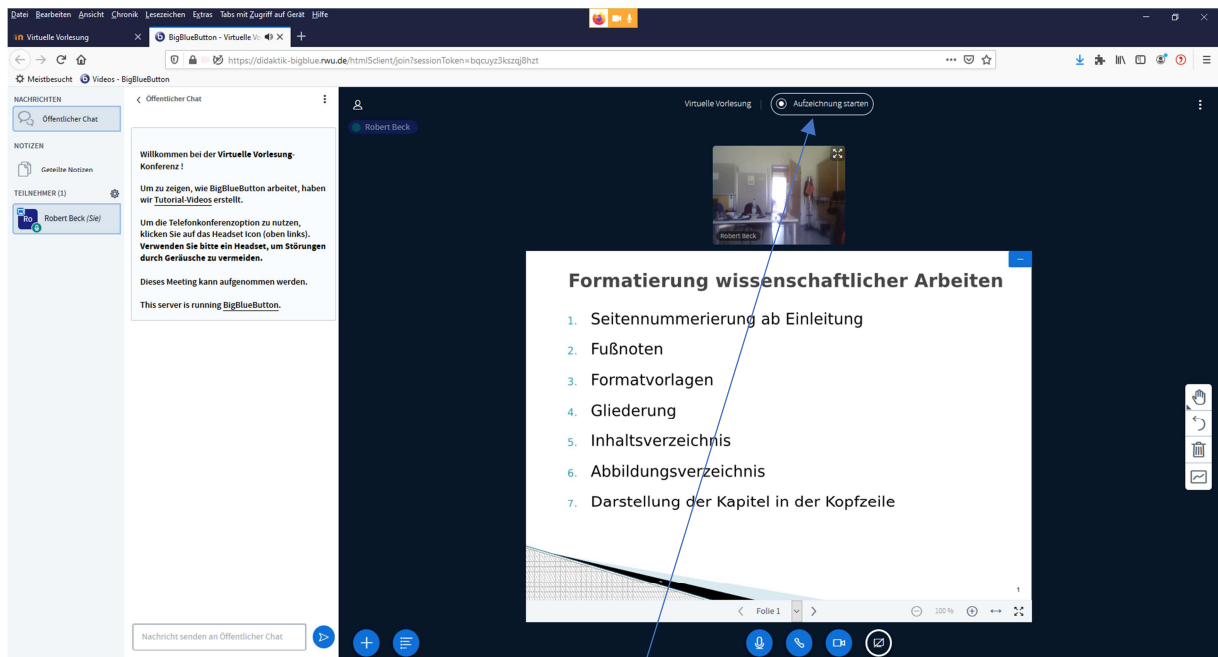 Datei Bearbeiten Ansicht Chronik Lesezeichen Extras Tabs mit Zugriff auf Gerät Hilfe
Virtuelle Vorlesung
BigBlueButton - Virtuelle Vo
https://didaktik-bigblue.rwu.de/html5client/join?sessionToken=bqcuyz3kszqj8hzt
Meistbesucht
Videos - BigBlueButton
NACHRICHTEN
Öffentlicher Chat
NOTIZEN
Geteilte Notizen
TEILNEHMER (1)
Ro
Robert Beck (Sie)
Öffentlicher Chat
Willkommen bei der Virtuelle Vorlesung-
Konferenz !
Um zu zeigen, wie BigBlueButton arbeitet, haben
wir Tutorial-Videos erstellt.
Um die Telefonkonferenzoption zu nutzen,
klicken Sie auf das Headset Icon (oben links).
Verwenden Sie bitte ein Headset, um Störungen
durch Geräusche zu vermeiden.
Dieses Meeting kann aufgenommen werden.
This server is running BigBlueButton.
Nachricht senden an Öffentlicher Chat
Virtuelle Vorlesung
Aufzeichnung starten
Robert Beck
Robert Beck
Formatierung wissenschaftlicher Arbeiten
1. Seitennummerierung ab Einleitung
2. Fußnoten
3. Formatvorlagen
4. Gliederung
5. Inhaltsverzeichnis
6. Abbildungsverzeichnis
7. Darstellung der Kapitel in der Kopfzeile
1
Folie 1
100 %